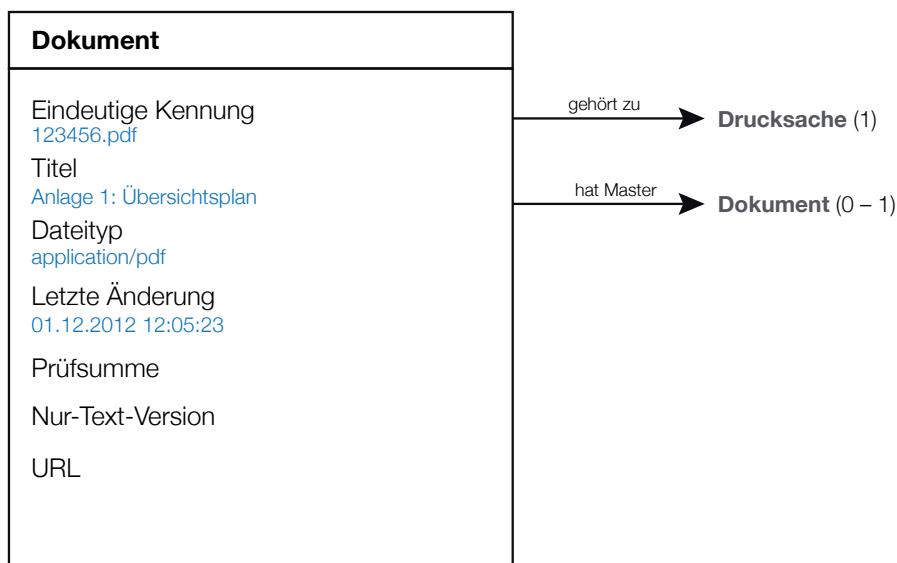 Dokument
Eindeutige Kennung
123456.pdf
Titel
Anlage 1: Übersichtsplan
Dateityp
application/pdf
Letzte Änderung
01.12.2012 12:05:23
Prüfsumme
Nur-Text-Version
URL
gehört zu
Drucksache (1)
hat Master
Dokument (0 – 1)